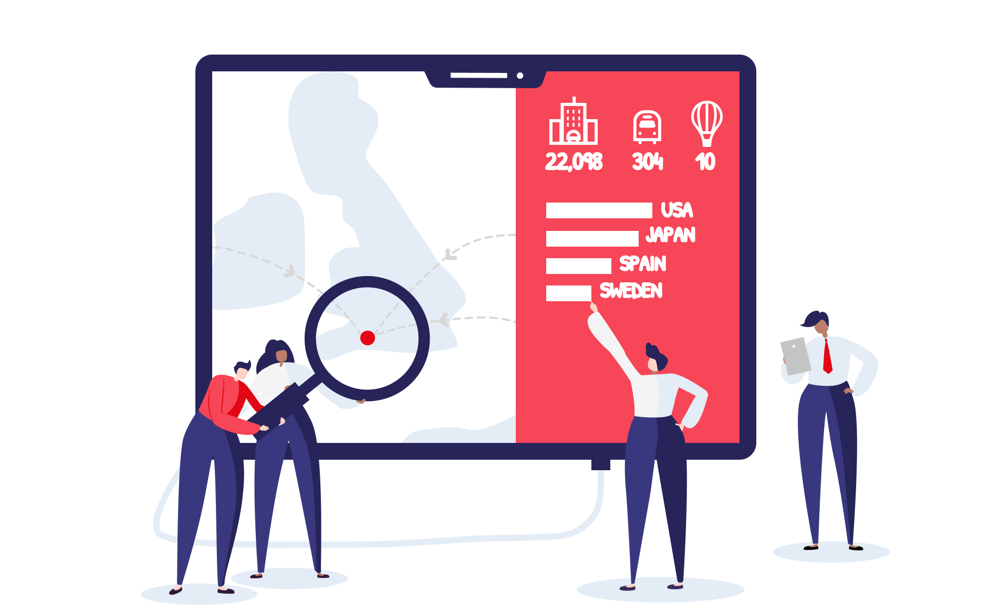 22,098 304 10
USA
JAPAN
SPAIN
SWEDEN